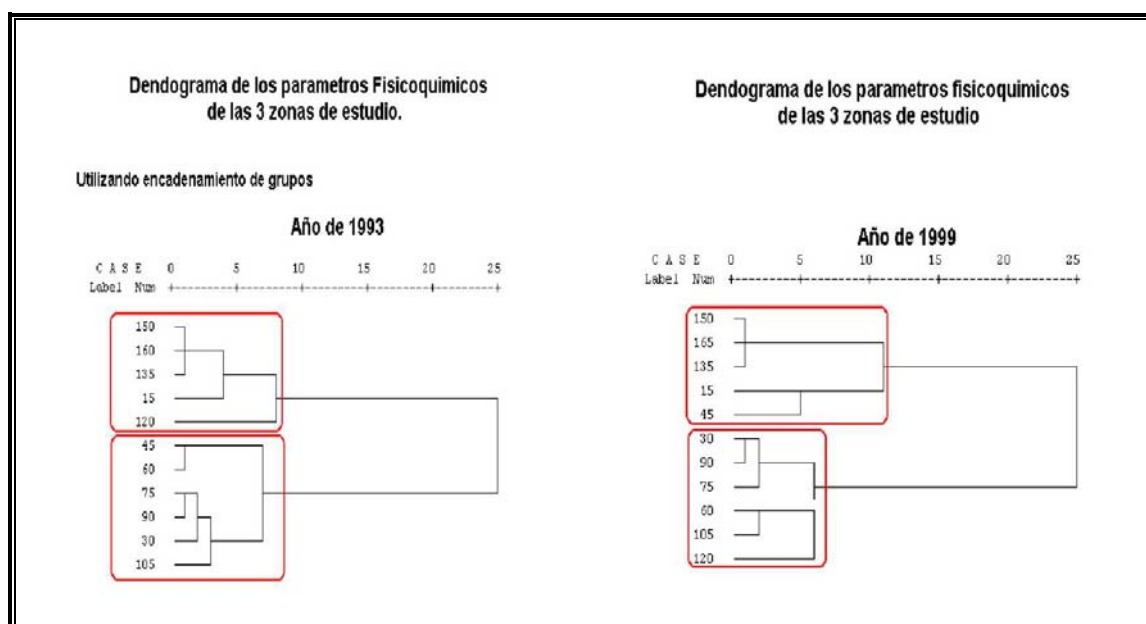 Dendograma de los parametros Fisicoquimicos
de las 3 zonas de estudio.
Utilizando encadenamiento de grupos
Año de 1993
C A S E 0 5 10 15 20 25
Label Num
150
160
135
15
120
45
60
75
90
30
105
Dendograma de los parametros fisicoquimicos
de las 3 zonas de estudio
Año de 1999
C A S E 0 5 10 15 20 25
Label Num
150
165
135
15
45
30
90
75
60
105
120